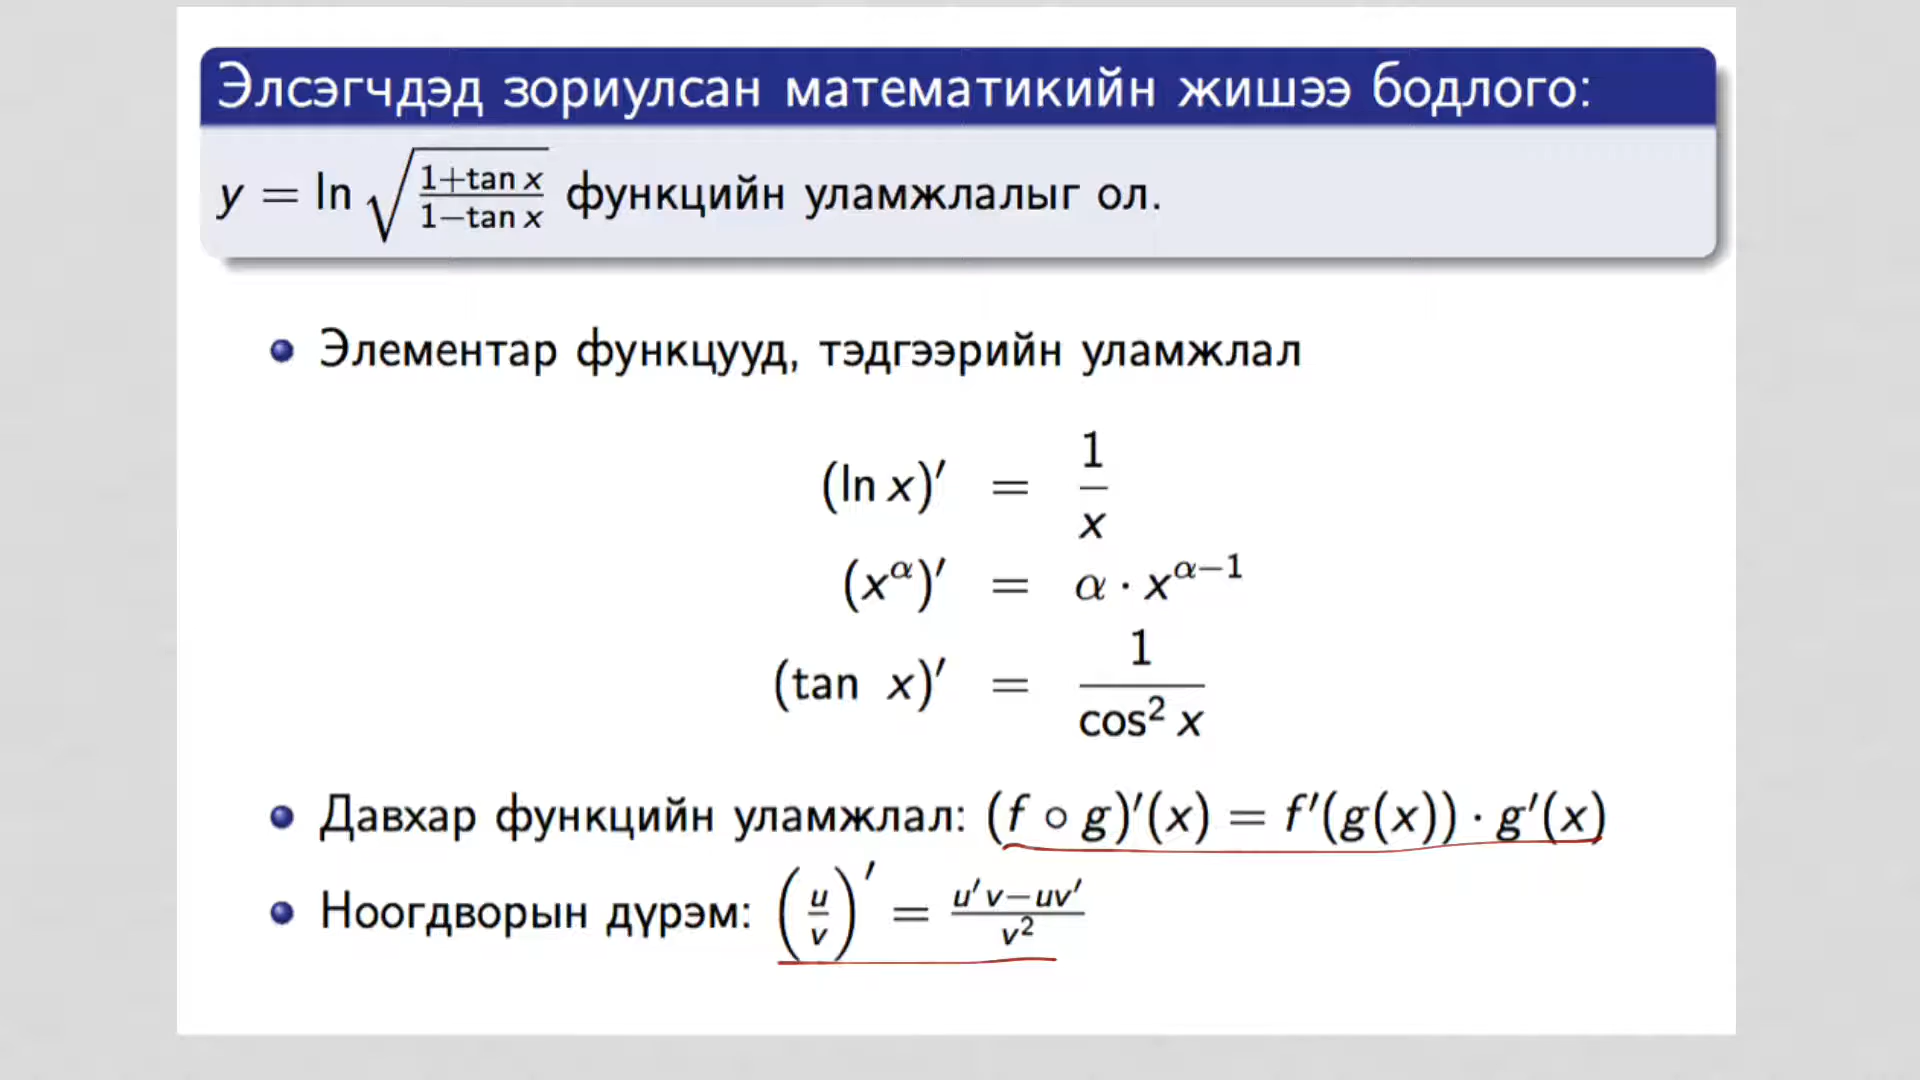 Элсэгчдэд зориулсан математикийн жишээ бодлого:
y = ln √((1+tan x)/(1−tan x)) функцийн уламжлалыг ол.
Элементар функцууд, тэдгээрийн уламжлал
(ln x)′ = 1/x
(x^α)′ = α · x^(α−1)
(tan x)′ = 1/cos² x
Давхар функцийн уламжлал: (f ∘ g)′(x) = f′(g(x)) · g′(x)
Ноогдворын дүрэм: (u/v)′ = (u′v−uv′)/v²